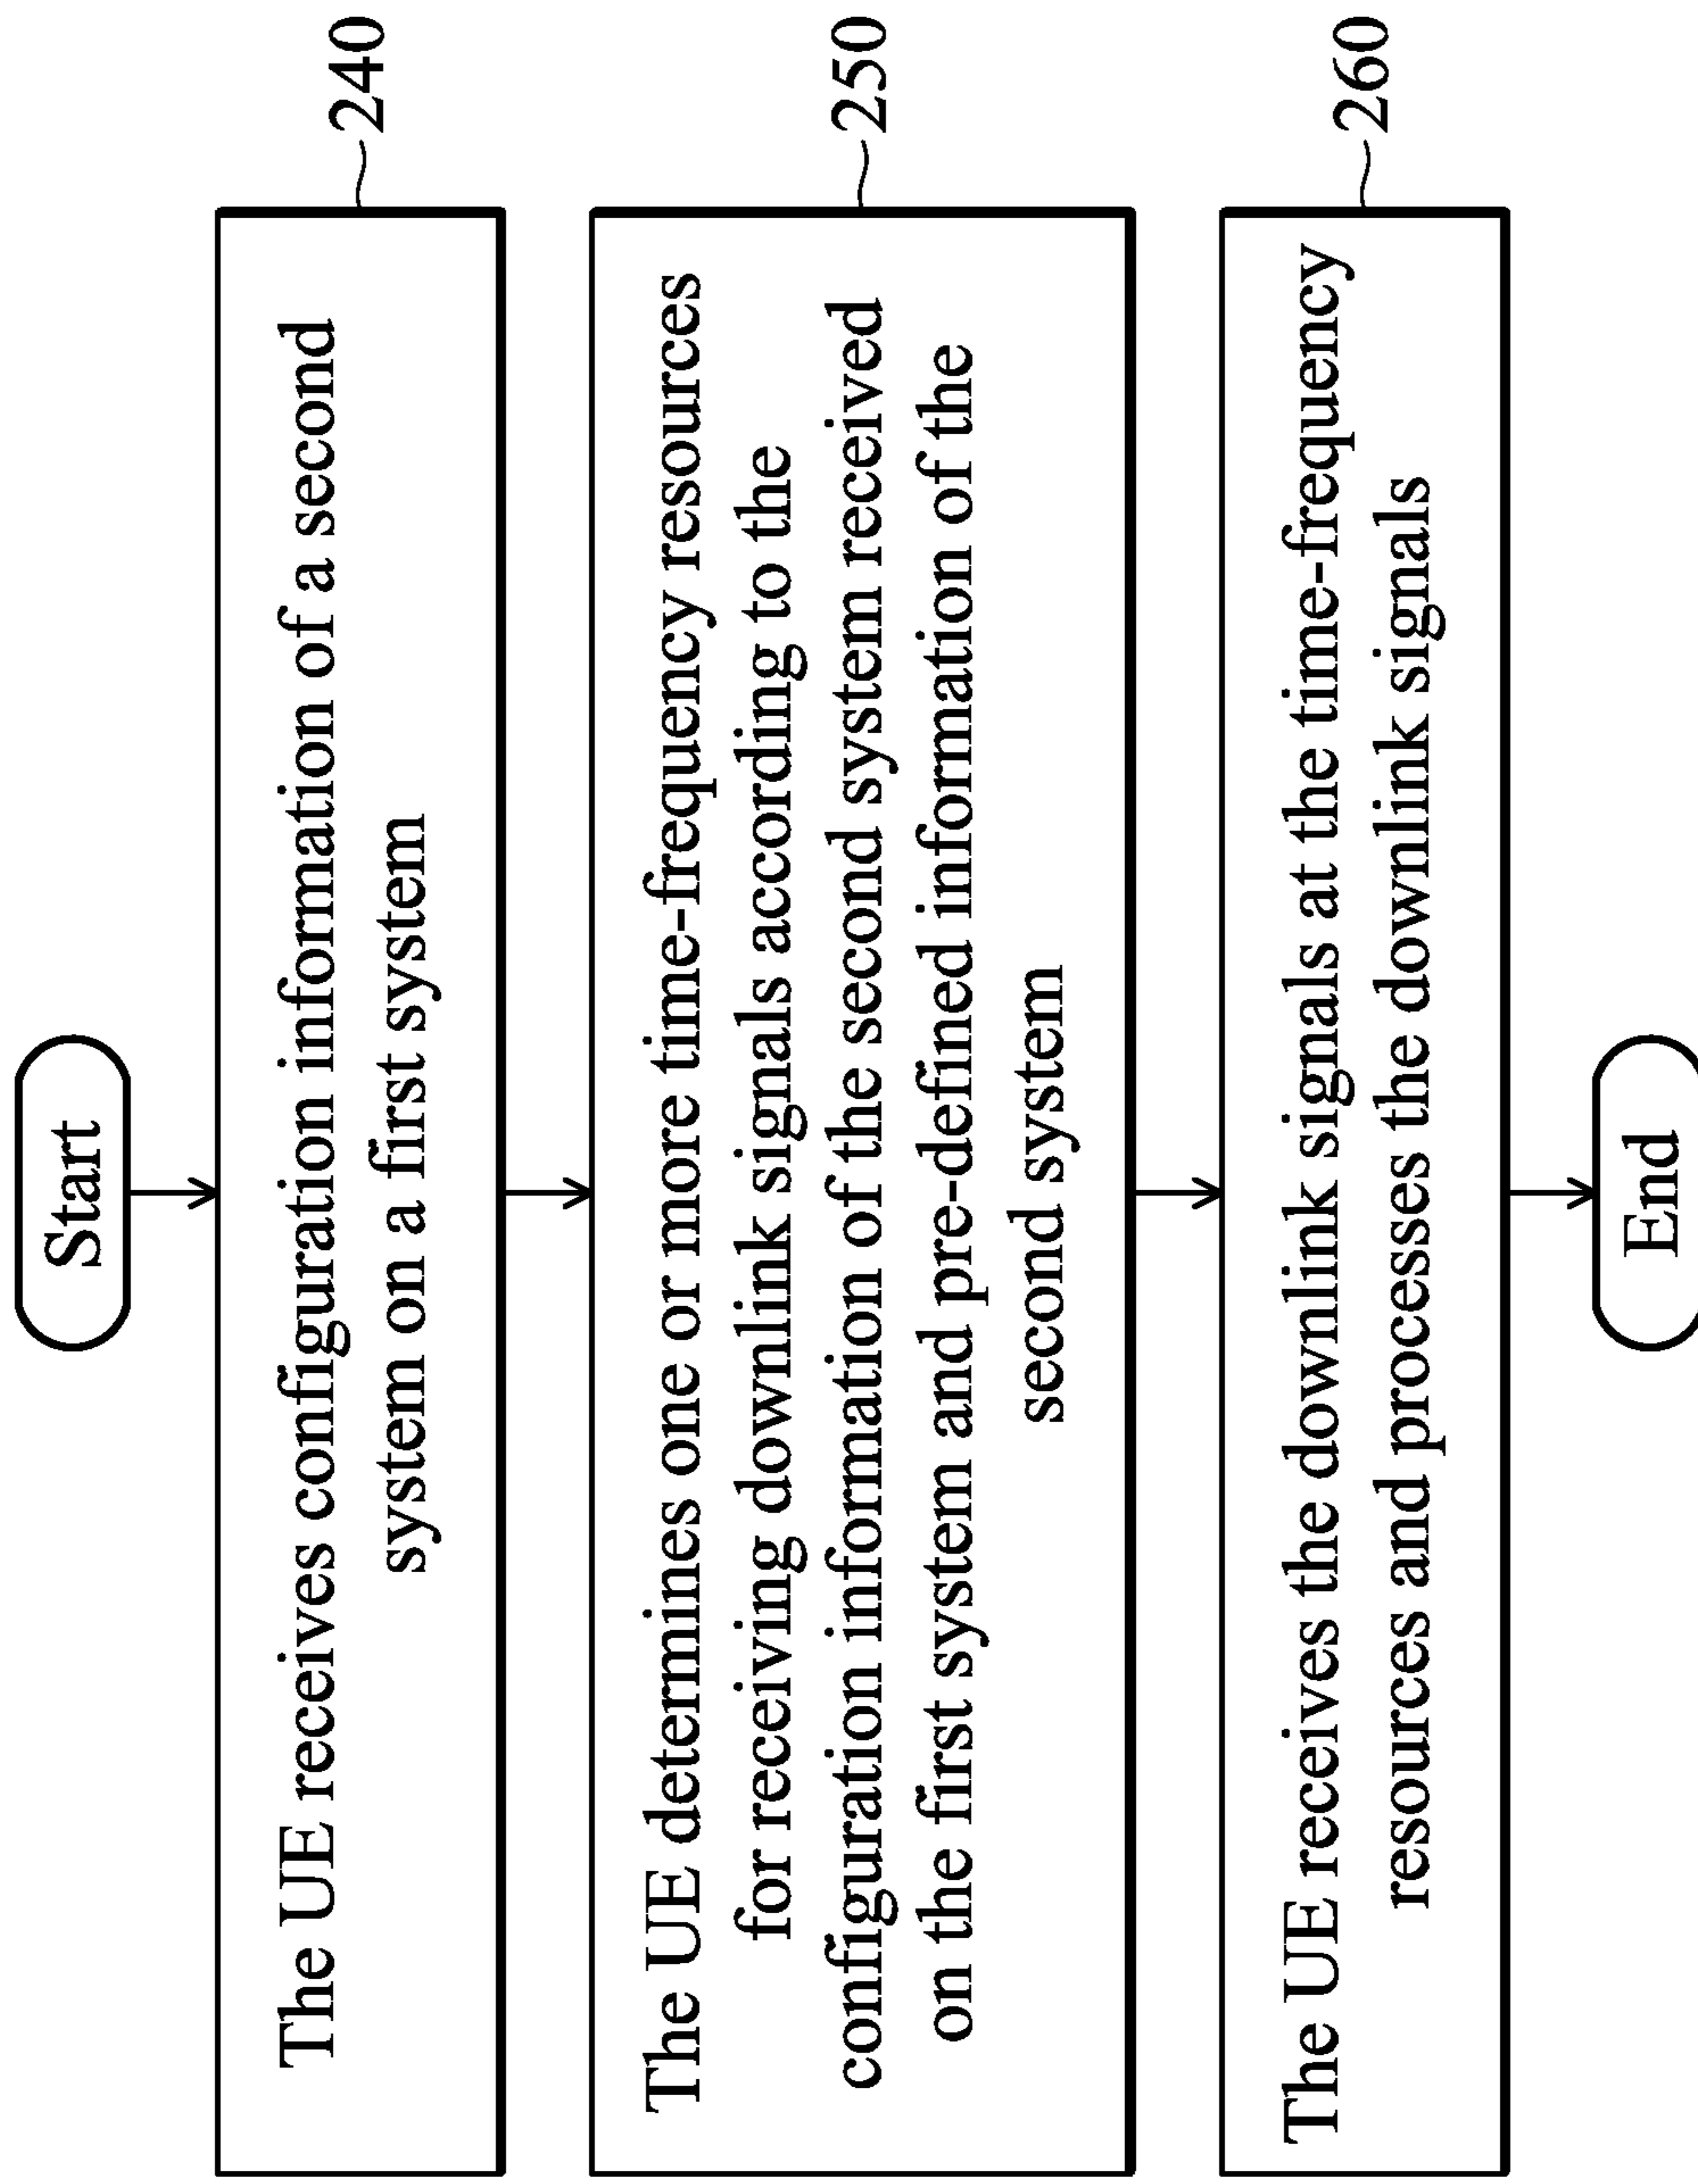 Start
The UE receives configuration information of a second
system on a first system
240
The UE determines one or more time-frequency resources
for receiving downlink signals according to the
configuration information of the second system received
on the first system and pre-defined information of the
second system
250
The UE receives the downlink signals at the time-frequency
resources and processes the downlink signals
260
End